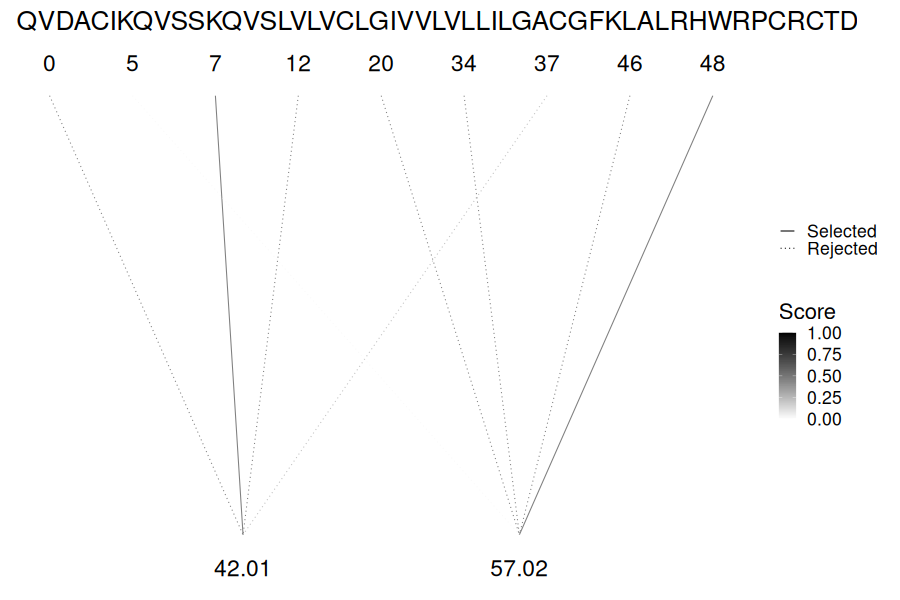 QVDACIKQVSSKQVSLVLVCLGIVVLVLLILGACGFKLALRHWRPCRCTD
0 5 7 12 20 34 37 46 48
Selected
Rejected
Score
1.00
0.75
0.50
0.25
0.00
42.01 57.02